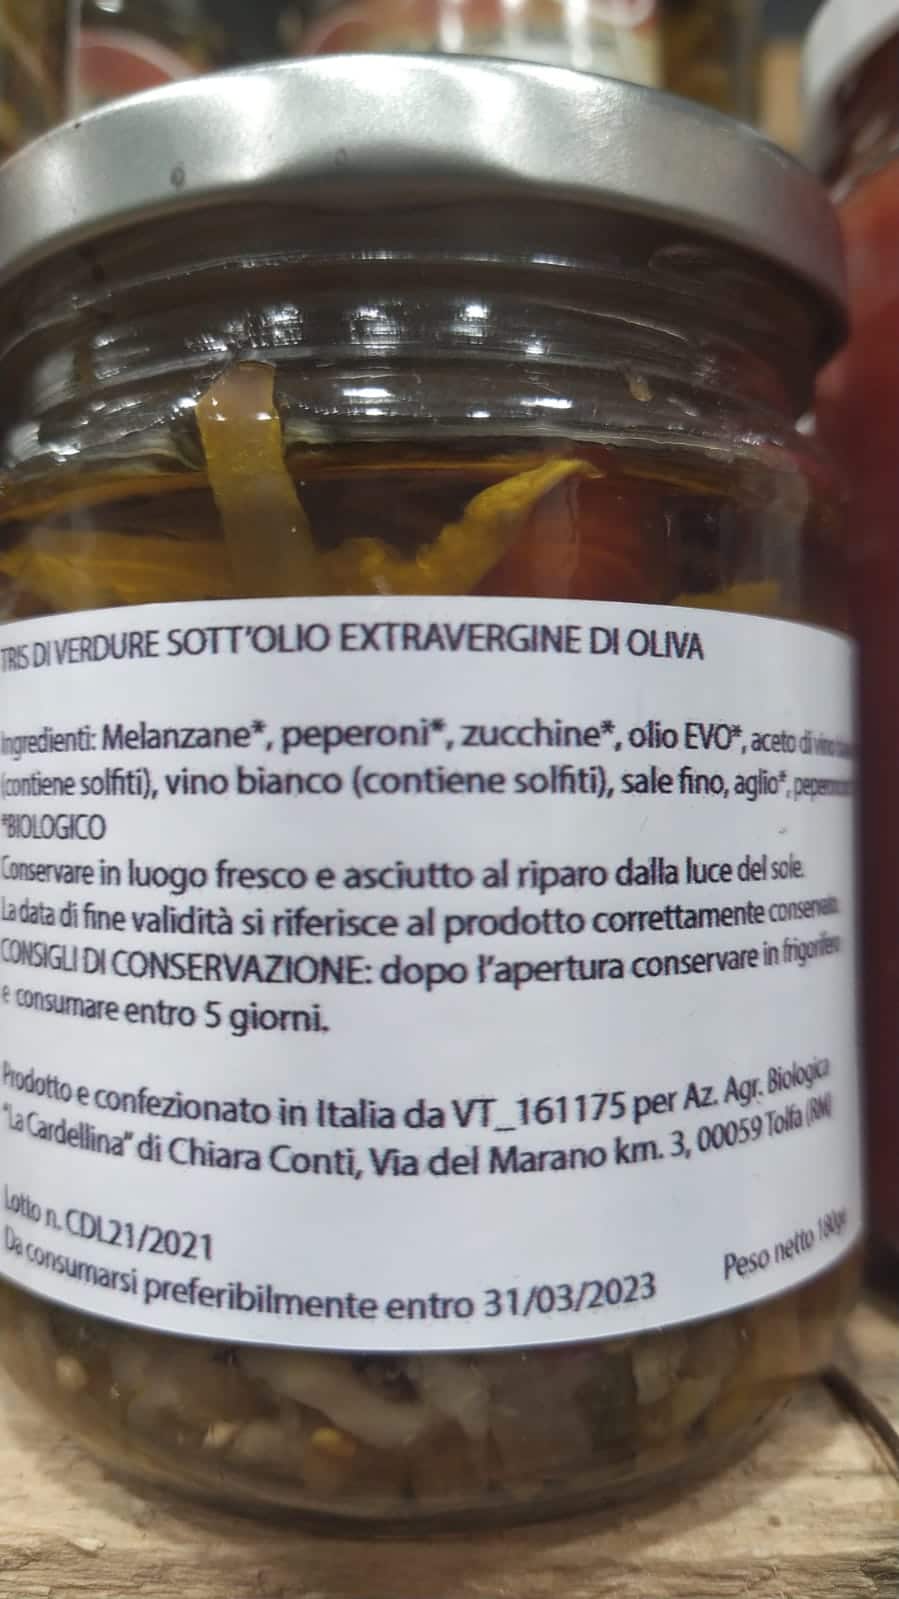 TRIS DI VERDURE SOTT'OLIO EXTRAVERGINE DI OLIVA
Ingredienti: Melanzane*, peperoni*, zucchine*, olio EVO*, aceto di vino
(contiene solfiti), vino bianco (contiene solfiti), sale fino, aglio*,
*BIOLOGICO
Conservare in luogo fresco e asciutto al riparo dalla luce del sole.
La data di fine validità si riferisce al prodotto correttamente conservato.
CONSIGLI DI CONSERVAZIONE: dopo l'apertura conservare in frigorifero
e consumare entro 5 giorni.
Prodotto e confezionato in Italia da VT_161175 per Az. Agr. Biologica
"La Cardellina" di Chiara Conti, Via del Marano km. 3, 00059 Tolfa (RM)
Lotto n. CDL21/2021
Da consumarsi preferibilmente entro 31/03/2023
Peso netto 180gr